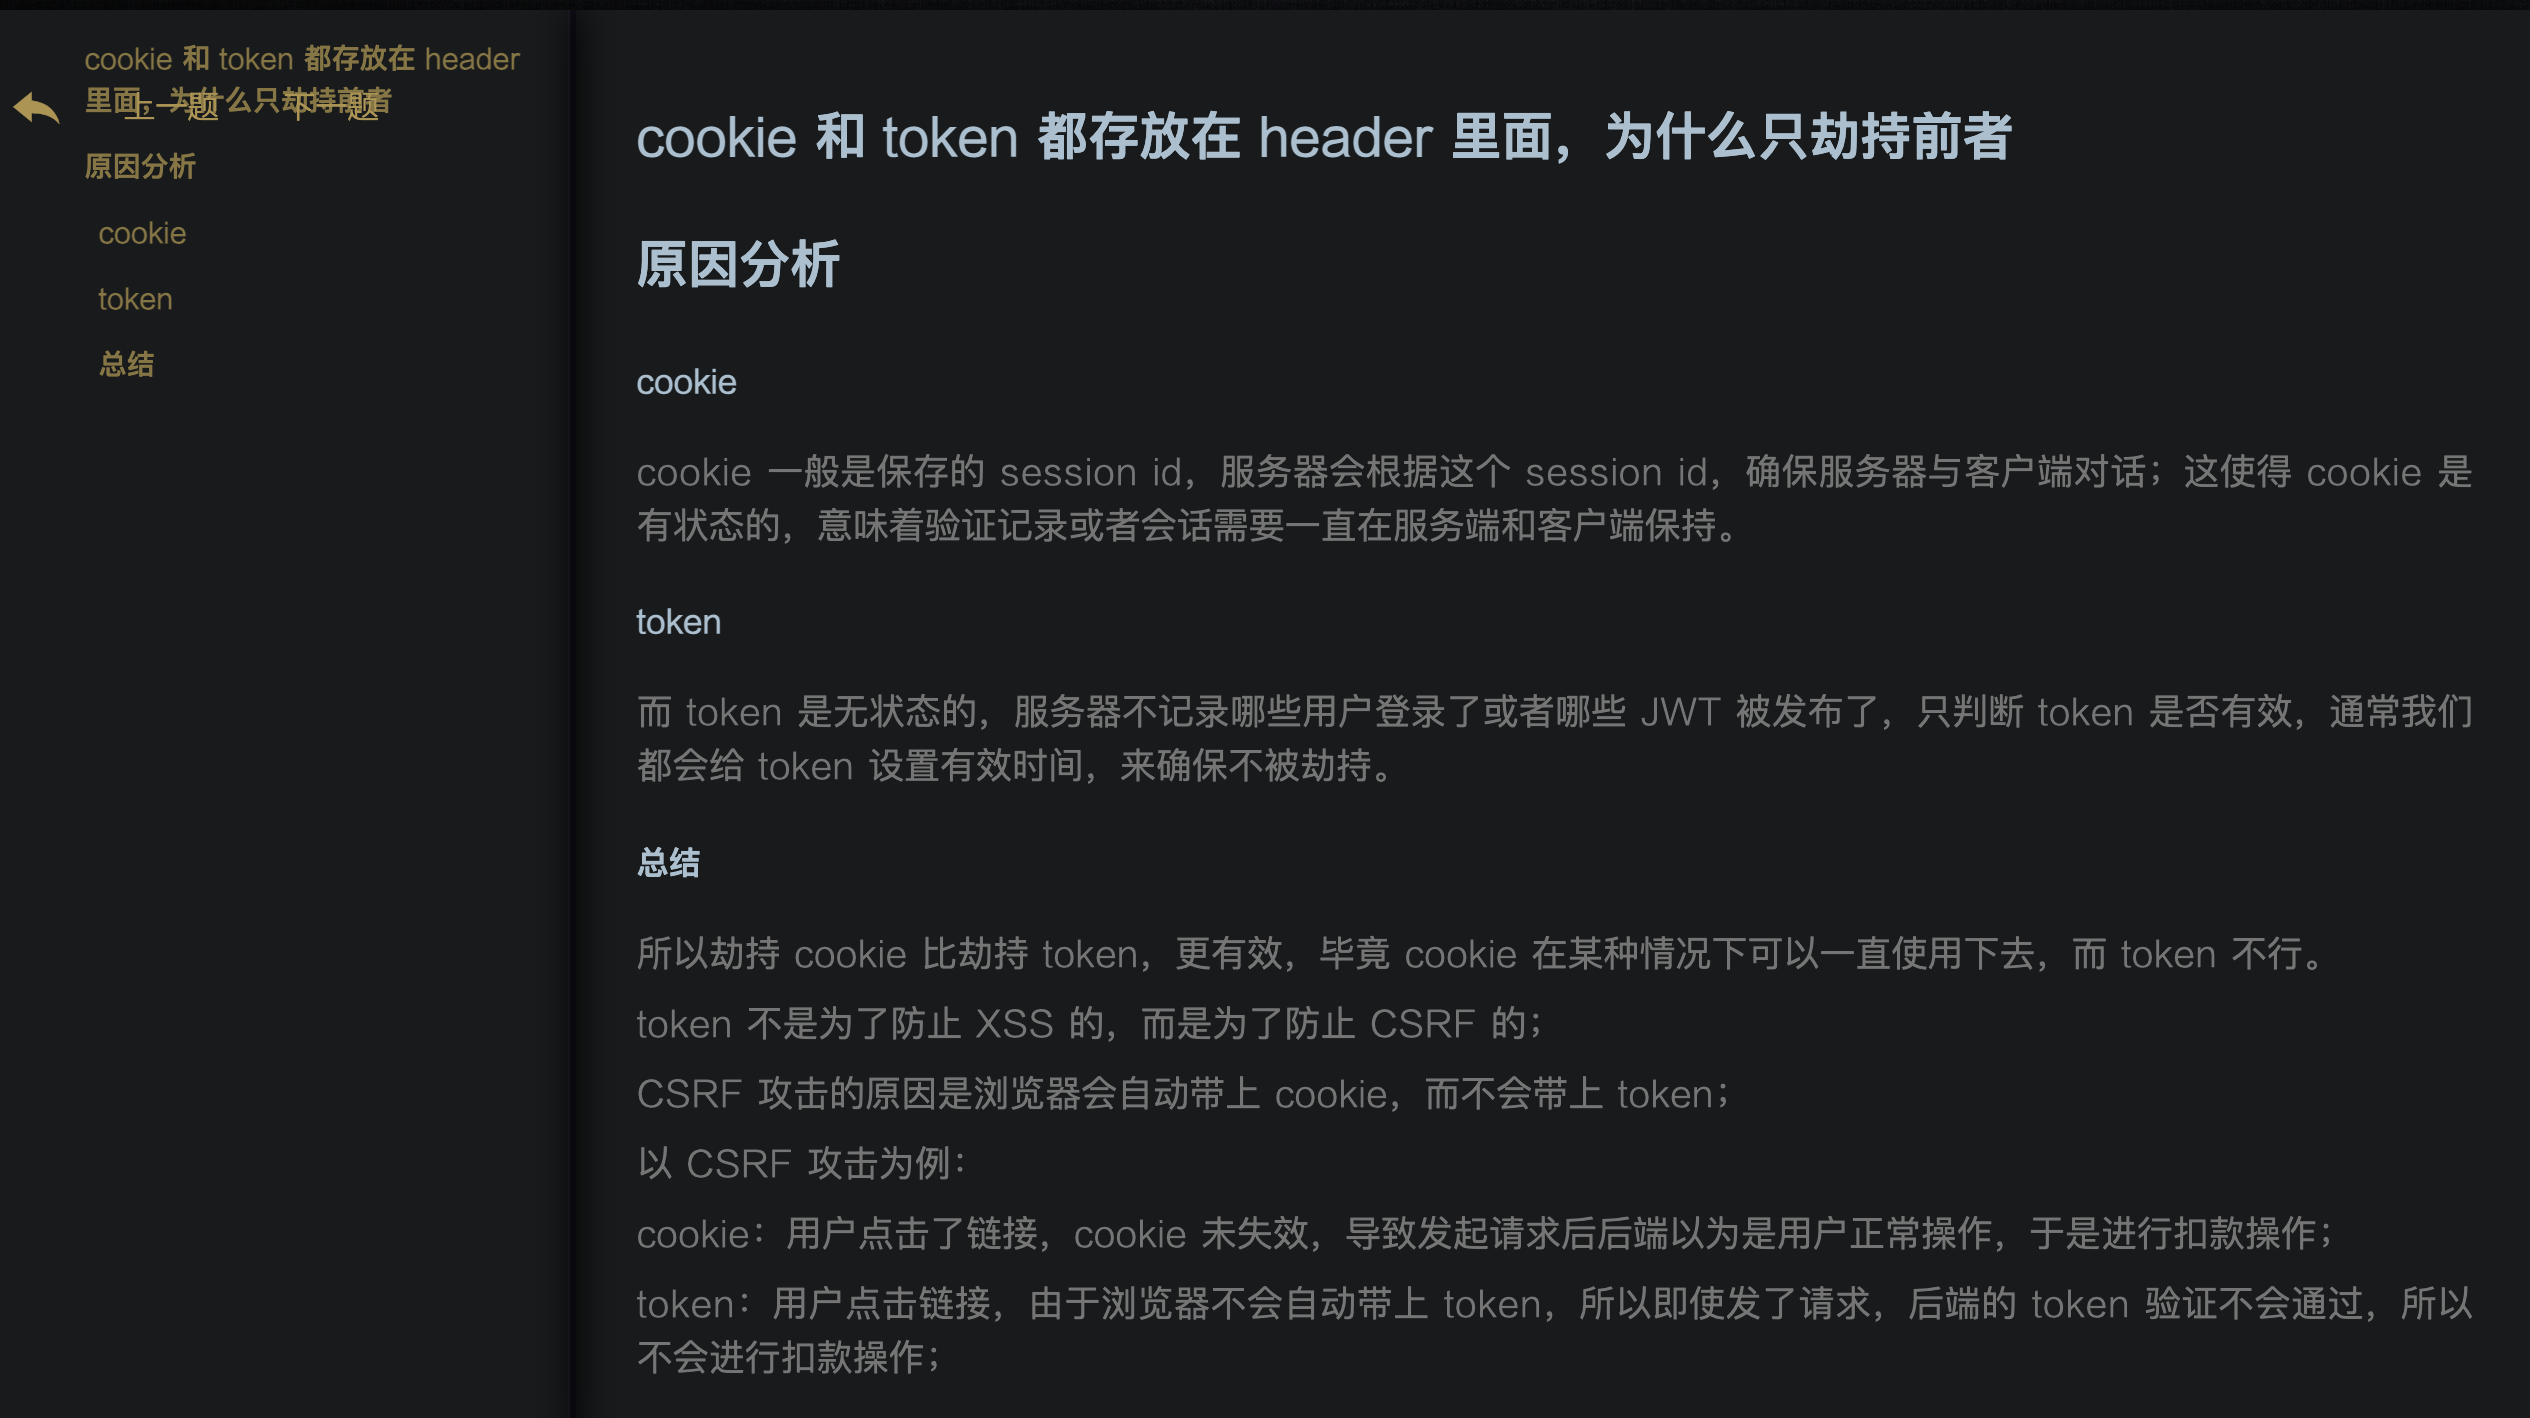 cookie 和 token 都存放在 header
里面，为什么只劫持前者
上一题 下一题
原因分析
cookie
token
总结
cookie 和 token 都存放在 header 里面，为什么只劫持前者
原因分析
cookie
cookie 一般是保存的 session id，服务器会根据这个 session id，确保服务器与客户端对话；这使得 cookie 是
有状态的，意味着验证记录或者会话需要一直在服务端和客户端保持。
token
而 token 是无状态的，服务器不记录哪些用户登录了或者哪些 JWT 被发布了，只判断 token 是否有效，通常我们
都会给 token 设置有效时间，来确保不被劫持。
总结
所以劫持 cookie 比劫持 token，更有效，毕竟 cookie 在某种情况下可以一直使用下去，而 token 不行。
token 不是为了防止 XSS 的，而是为了防止 CSRF 的；
CSRF 攻击的原因是浏览器会自动带上 cookie，而不会带上 token；
以 CSRF 攻击为例：
cookie：用户点击了链接，cookie 未失效，导致发起请求后后端以为是用户正常操作，于是进行扣款操作；
token：用户点击链接，由于浏览器不会自动带上 token，所以即使发了请求，后端的 token 验证不会通过，所以
不会进行扣款操作；